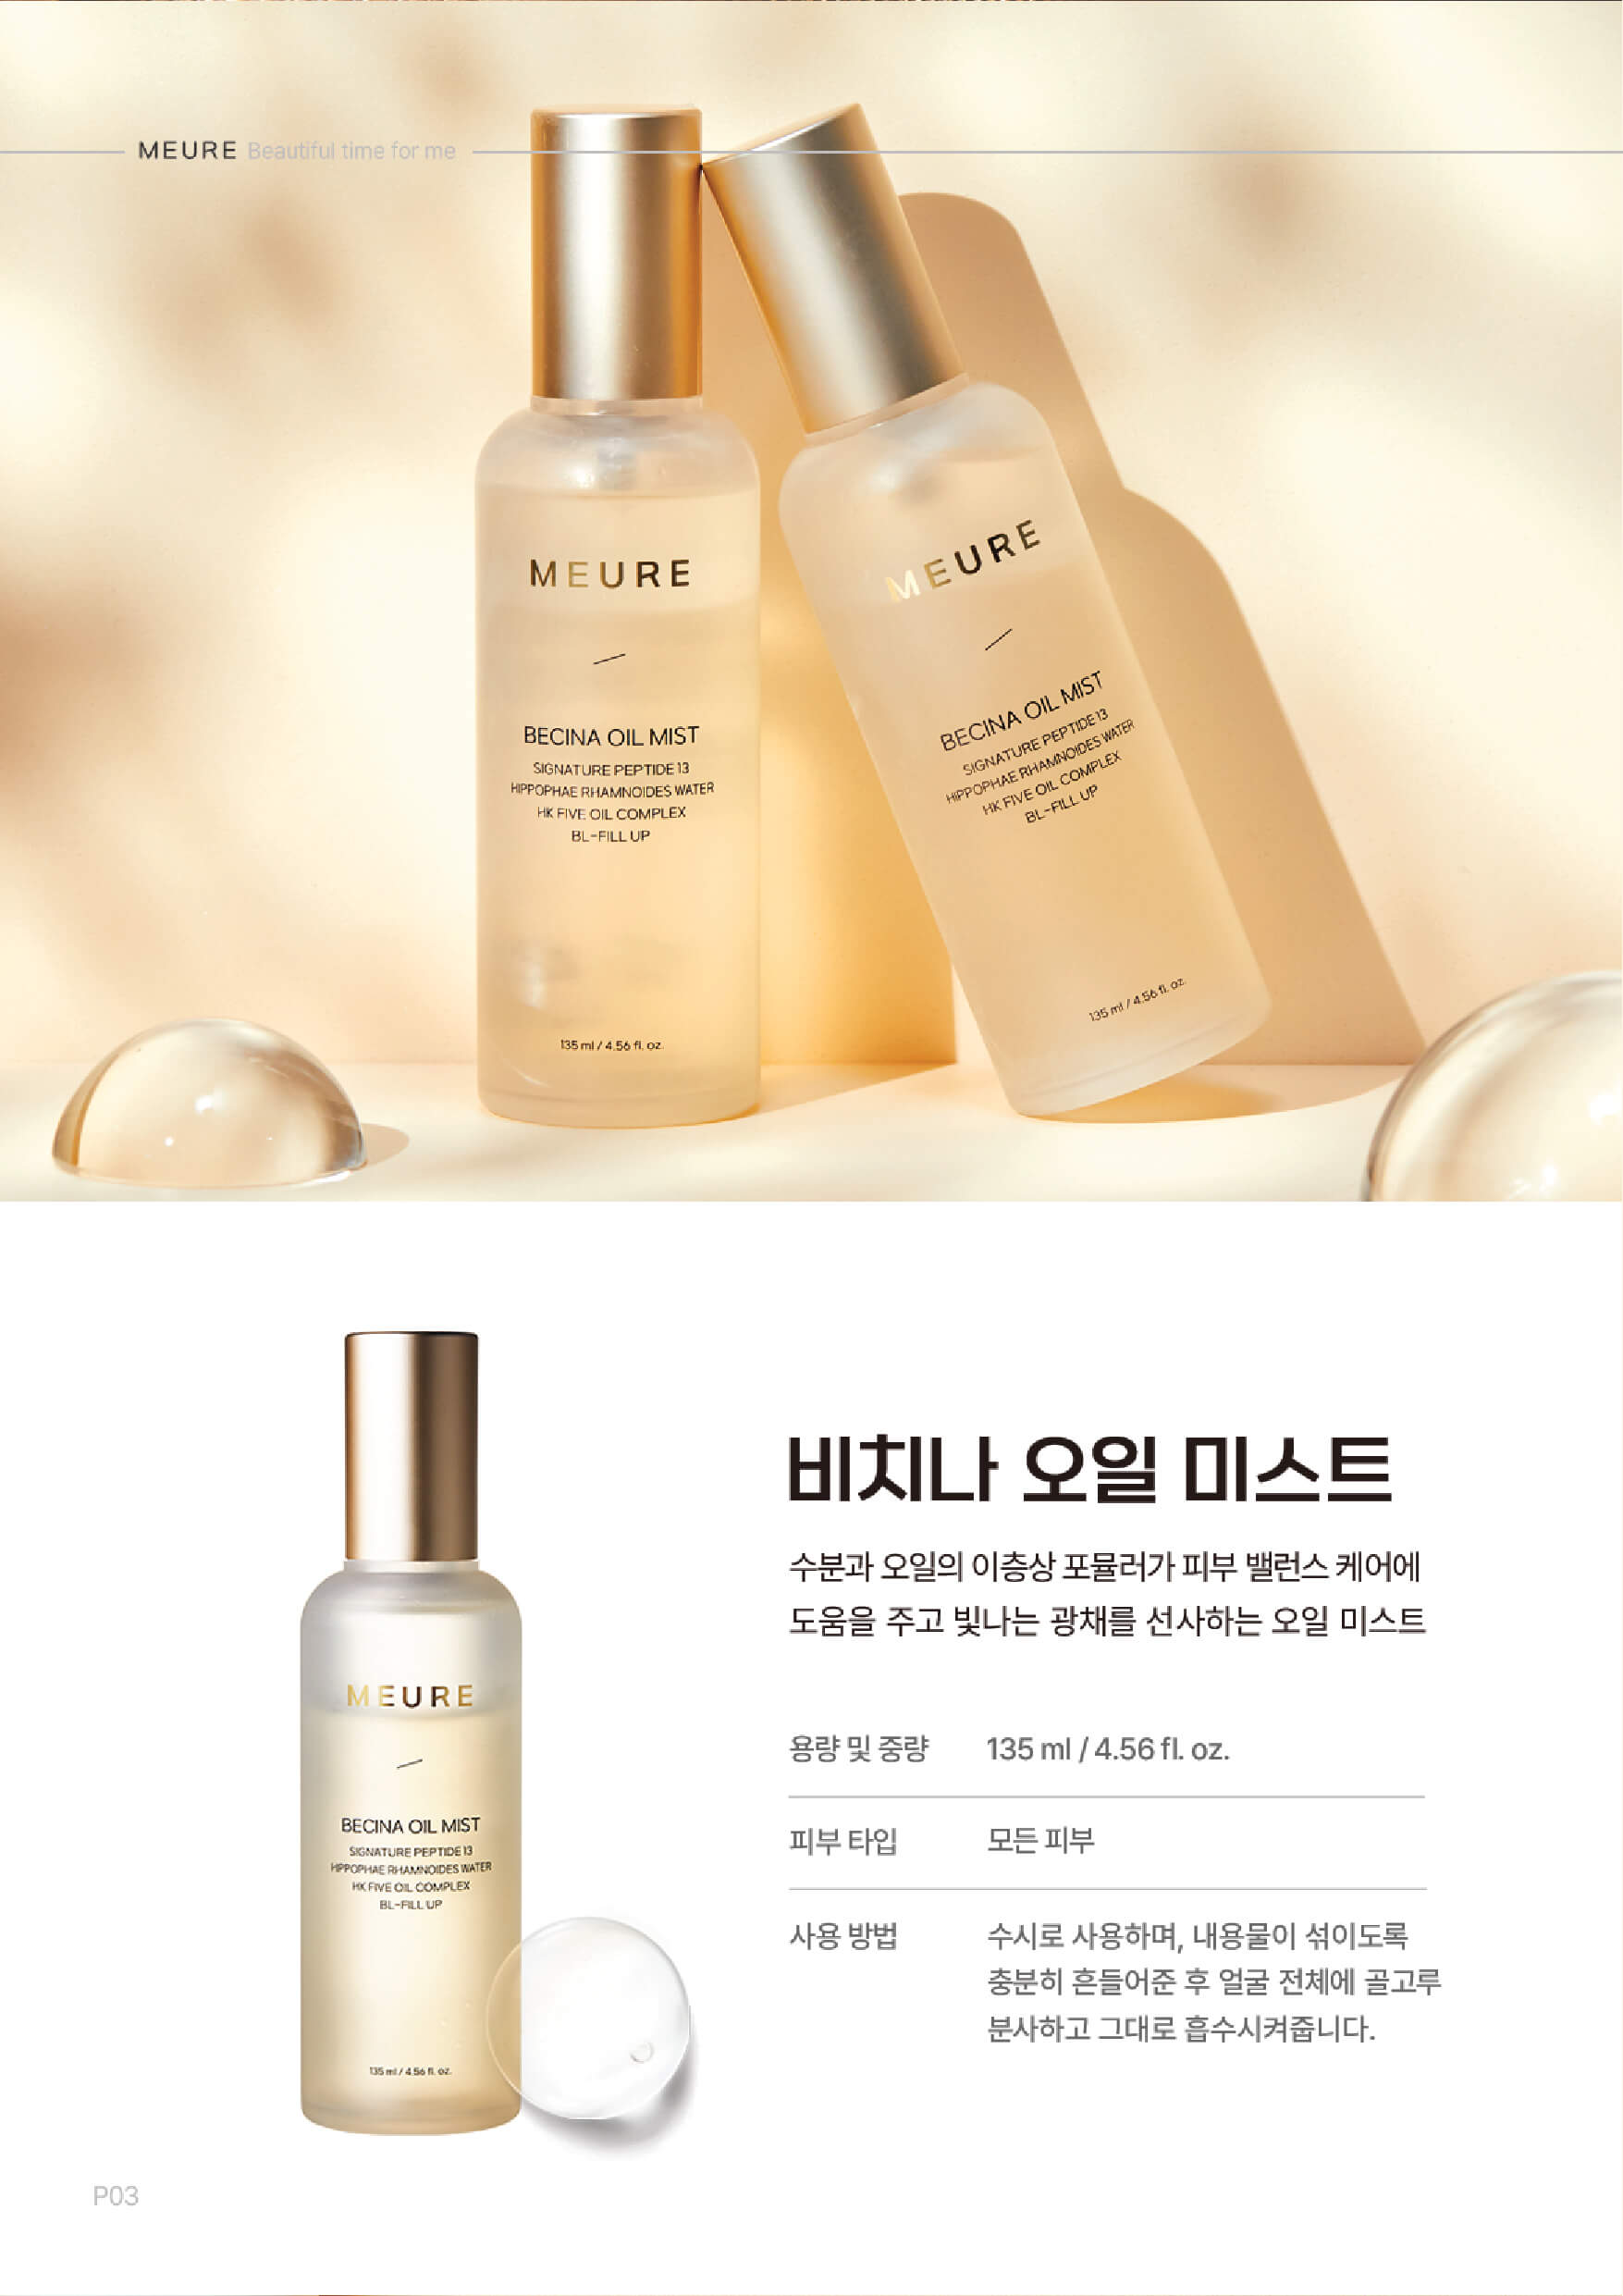 MEURE Beautiful time for me
MEURE
BECINA OIL MIST
SIGNATURE PEPTIDE 13
HIPPOPHAE RHAMNOIDES WATER
HK FIVE OIL COMPLEX
BL-FILL UP
135 ml / 4.56 fl. oz.
MEURE
BECINA OIL MIST
SIGNATURE PEPTIDE 13
HIPPOPHAE RHAMNOIDES WATER
HK FIVE OIL COMPLEX
BL-FILL UP
135 ml / 4.56 fl. oz.
MEURE
BECINA OIL MIST
SIGNATURE PEPTIDE 13
HIPPOPHAE RHAMNOIDES WATER
HK FIVE OIL COMPLEX
BL-FILL UP
135 ml / 4.56 fl. oz.
비치나 오일 미스트
수분과 오일의 이층상 포뮬러가 피부 밸런스 케어에
도움을 주고 빛나는 광채를 선사하는 오일 미스트
용량 및 중량 135 ml / 4.56 fl. oz.
피부 타입 모든 피부
사용 방법 수시로 사용하며, 내용물이 섞이도록
충분히 흔들어준 후 얼굴 전체에 골고루
분사하고 그대로 흡수시켜줍니다.
P03